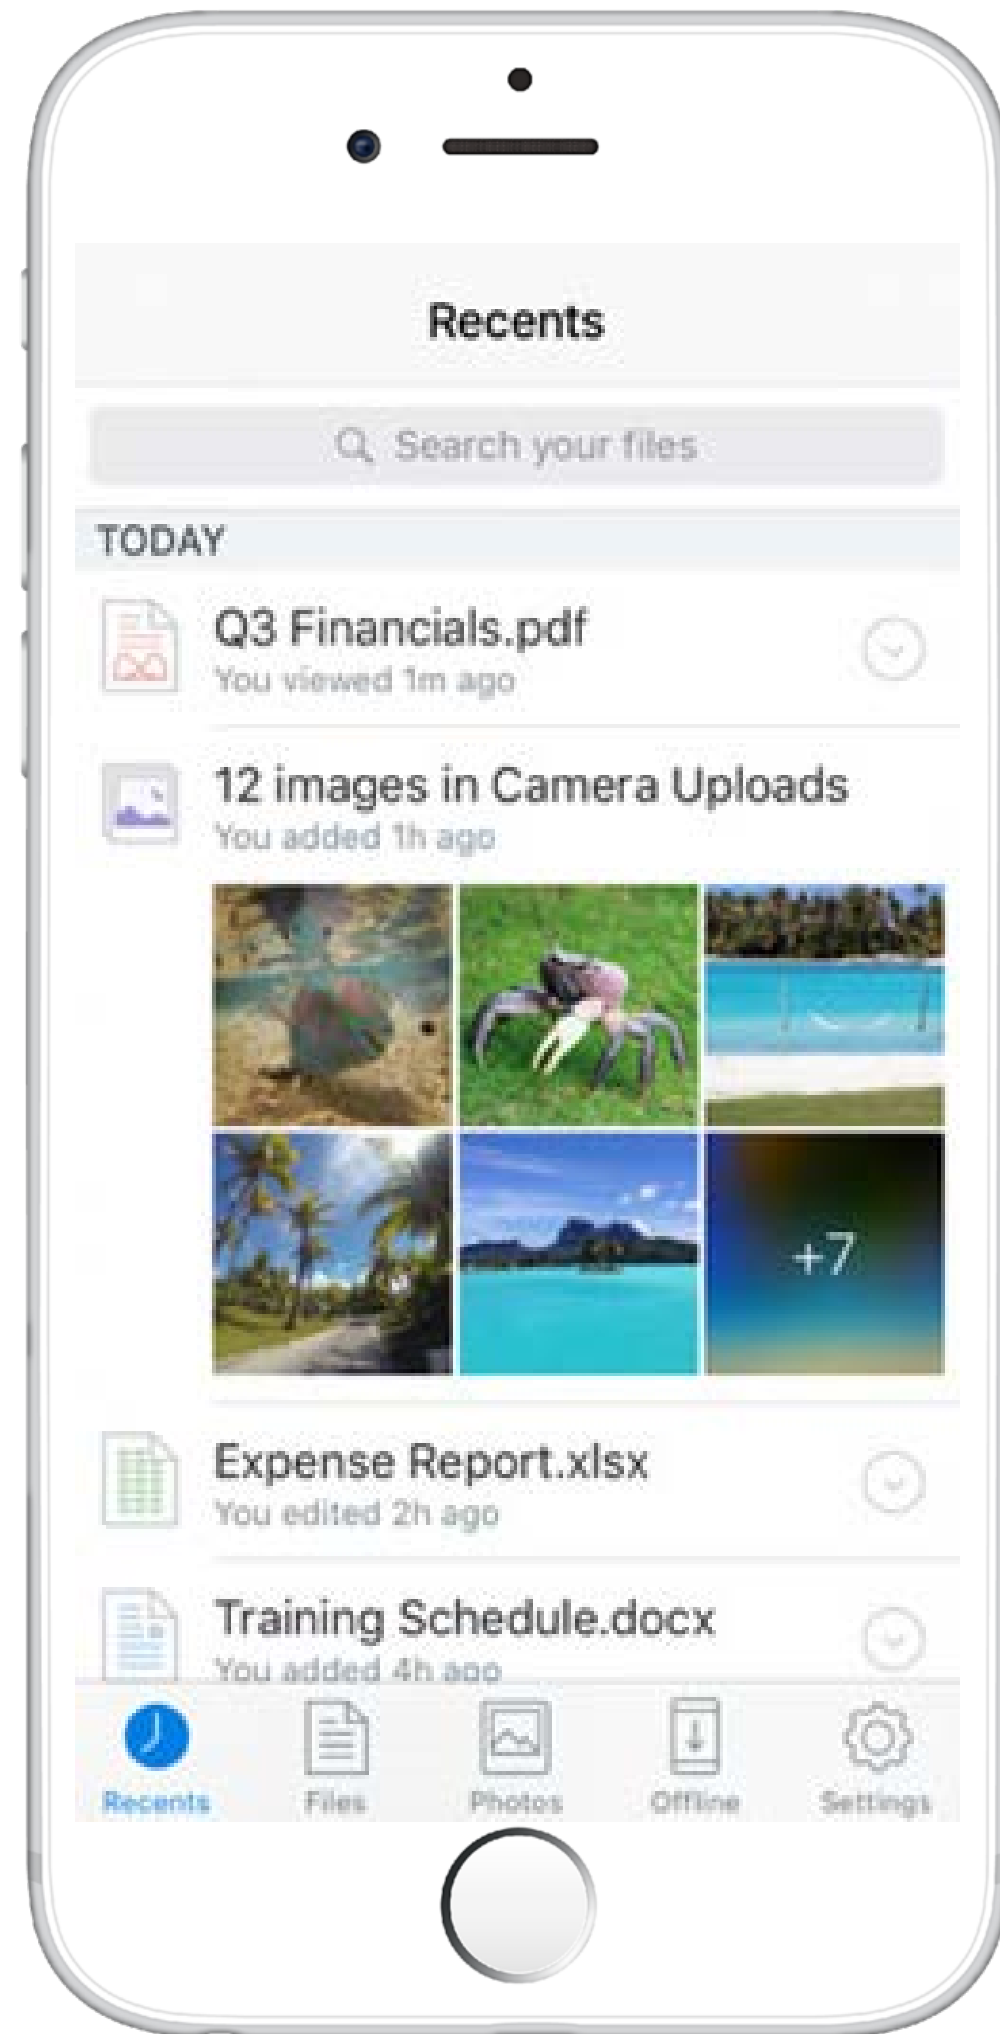 Recents
Search your files
TODAY
Q3 Financials.pdf
You viewed 1m ago
12 images in Camera Uploads
You added 1h ago
+7
Expense Report.xlsx
You edited 2h ago
Training Schedule.docx
You added 4h ago
Recents
Files
Photos
Offline
Settings